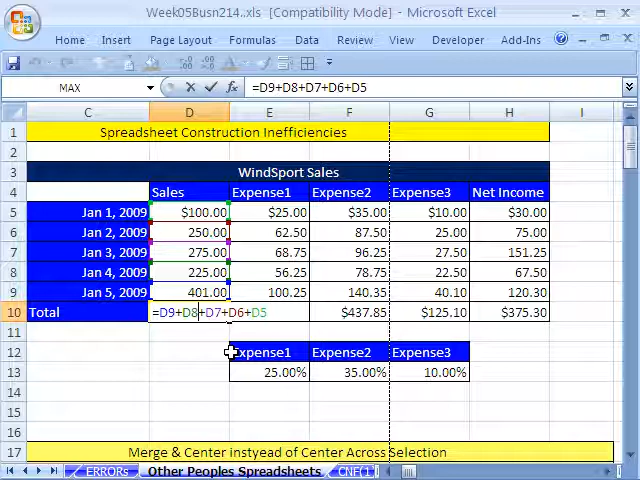 Week05Busn214..xls [Compatibility Mode] - Microsoft Excel
Home Insert Page Layout Formulas Data Review View Developer Add-Ins
MAX =D9+D8+D7+D6+D5
C D E F G H I
1 Spreadsheet Construction Inefficiencies
2
3 WindSport Sales
4 Sales Expense1 Expense2 Expense3 Net Income
5 Jan 1, 2009 $100.00 $25.00 $35.00 $10.00 $30.00
6 Jan 2, 2009 250.00 62.50 87.50 25.00 75.00
7 Jan 3, 2009 275.00 68.75 96.25 27.50 151.25
8 Jan 4, 2009 225.00 56.25 78.75 22.50 67.50
9 Jan 5, 2009 401.00 100.25 140.35 40.10 120.30
10 Total =D9+D8+D7+D6+D5 $437.85 $125.10 $375.30
11
12 Expense1 Expense2 Expense3
13 25.00% 35.00% 10.00%
14
15
16
17 Merge & Center instyead of Center Across Selection
ERRORs Other Peoples Spreadsheets CNF(1